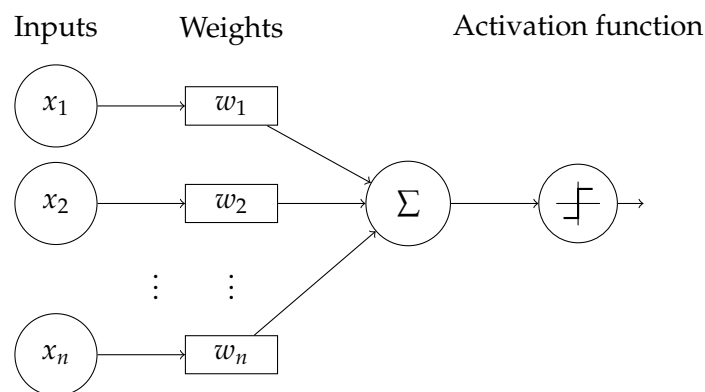 Inputs Weights Activation function
x₁ w₁
x₂ w₂ Σ
⋮ ⋮
xₙ wₙ